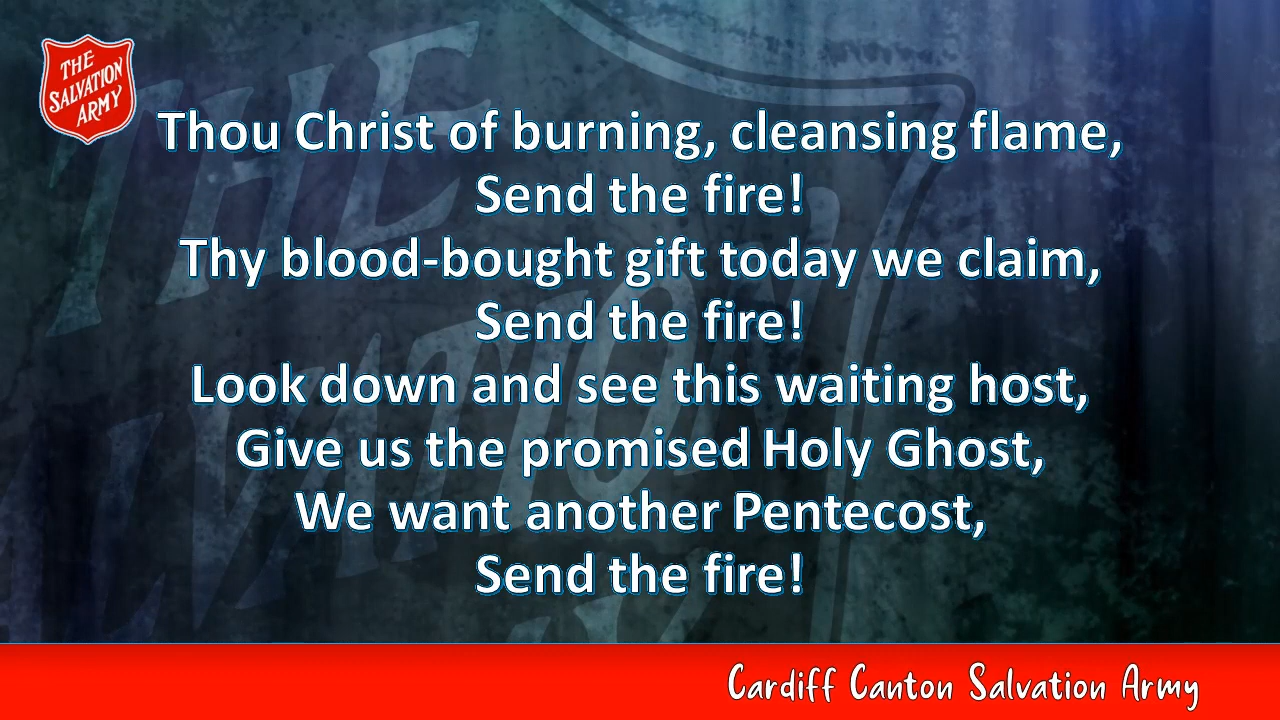 THE
SALVATION
ARMY
Thou Christ of burning, cleansing flame,
Send the fire!
Thy blood-bought gift today we claim,
Send the fire!
Look down and see this waiting host,
Give us the promised Holy Ghost,
We want another Pentecost,
Send the fire!
Cardiff Canton Salvation Army